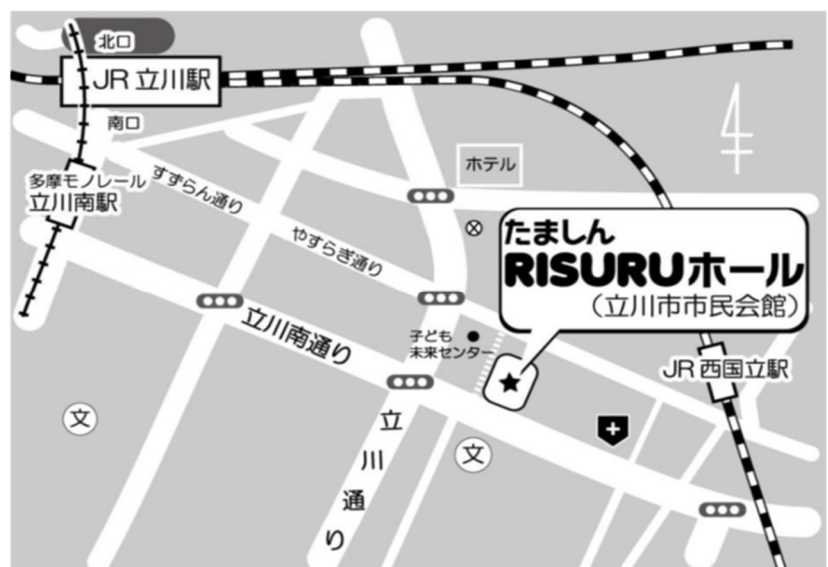 北口
JR 立川駅
南口
多摩モノレール
立川南駅
すずらん通り
やすらぎ通り
ホテル
たましん
RISURUホール
(立川市市民会館)
立川南通り
子ども
未来センター
JR 西国立駅
立川通り
文
文